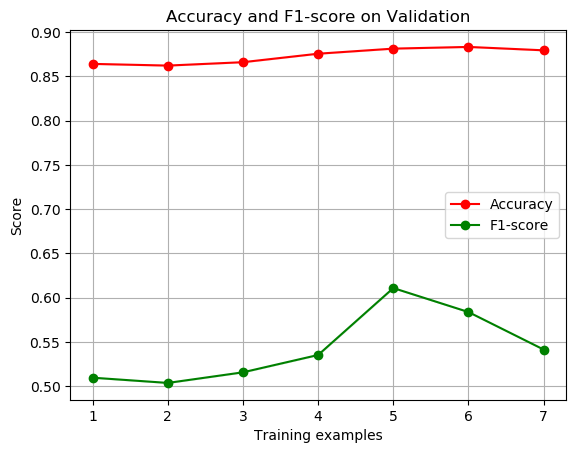 Accuracy and F1-score on Validation
0.90
0.85
0.80
0.75
0.70
0.65
0.60
0.55
0.50
Score
Accuracy
F1-score
1 2 3 4 5 6 7
Training examples